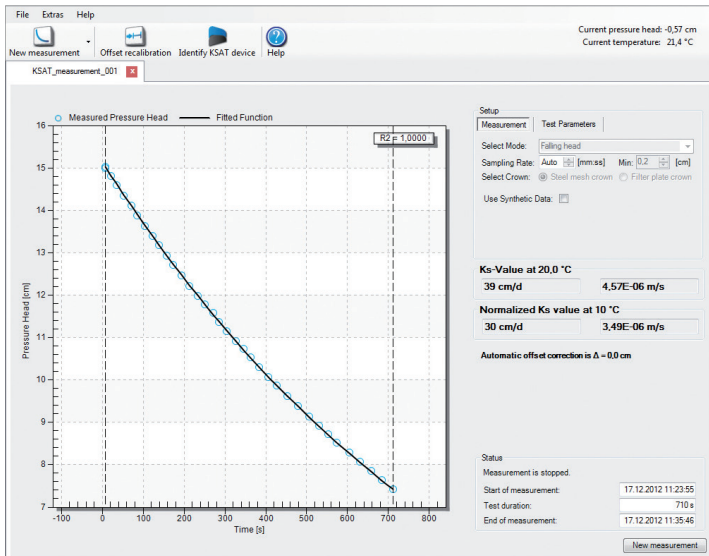 File Extras Help
New measurement Offset recalibration Identify KSAT device Help
Current pressure head: -0,57 cm
Current temperature: 21,4 °C
KSAT_measurement_001 x
Measured Pressure Head Fitted Function
R2 = 1,0000
Pressure Head [cm]
16
15
14
13
12
11
10
9
8
7
-100 0 100 200 300 400 500 600 700 800
Time [s]
Setup
Measurement Test Parameters
Select Mode: Falling head
Sampling Rate: Auto [mm:ss] Min: 0,2 [cm]
Select Crown: Steel mesh crown Filter plate crown
Use Synthetic Data:
Ks-Value at 20,0 °C
39 cm/d 4,57E-06 m/s
Normalized Ks value at 10 °C
30 cm/d 3,49E-06 m/s
Automatic offset correction is Δ = 0,0 cm
Status
Measurement is stopped.
Start of measurement: 17.12.2012 11:23:55
Test duration: 710 s
End of measurement: 17.12.2012 11:35:46
New measurement